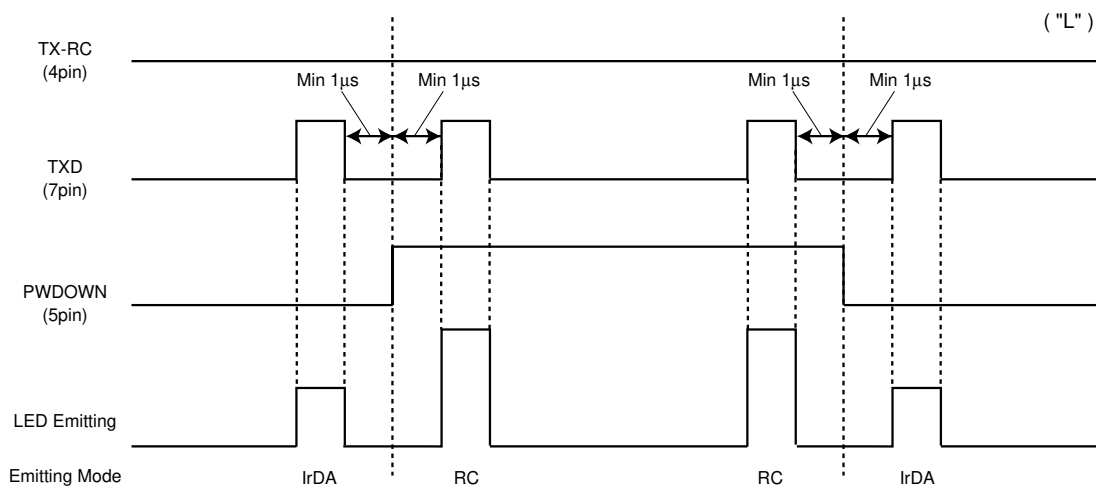 ( "L" )
TX-RC
(4pin)
Min 1μs
Min 1μs
Min 1μs
Min 1μs
TXD
(7pin)
PWDOWN
(5pin)
LED Emitting
Emitting Mode
IrDA
RC
RC
IrDA